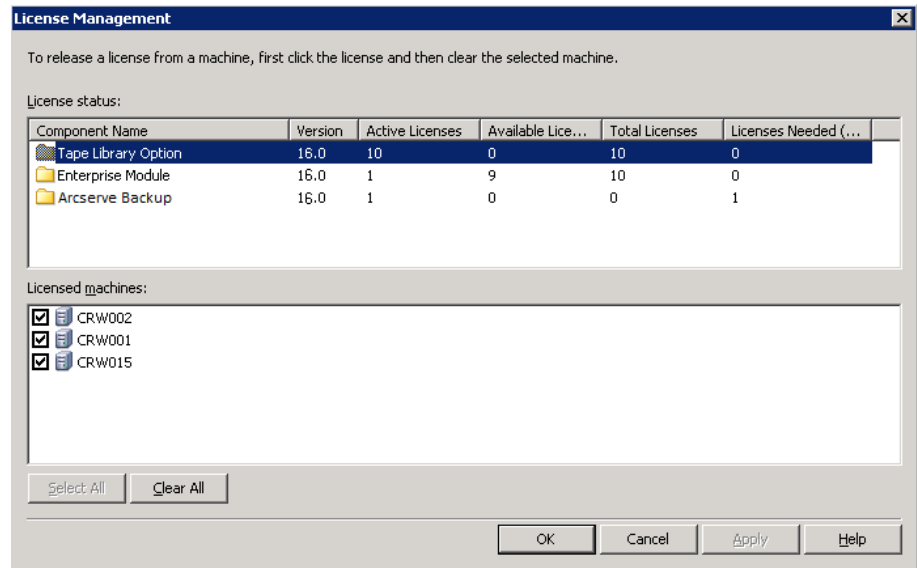 License Management
To release a license from a machine, first click the license and then clear the selected machine.
License status:
Component Name Version Active Licenses Available Lice... Total Licenses Licenses Needed (...
Tape Library Option 16.0 10 0 10 0
Enterprise Module 16.0 1 9 10 0
Arcserve Backup 16.0 1 0 0 1
Licensed machines:
CRW002
CRW001
CRW015
Select All Clear All
OK Cancel Apply Help